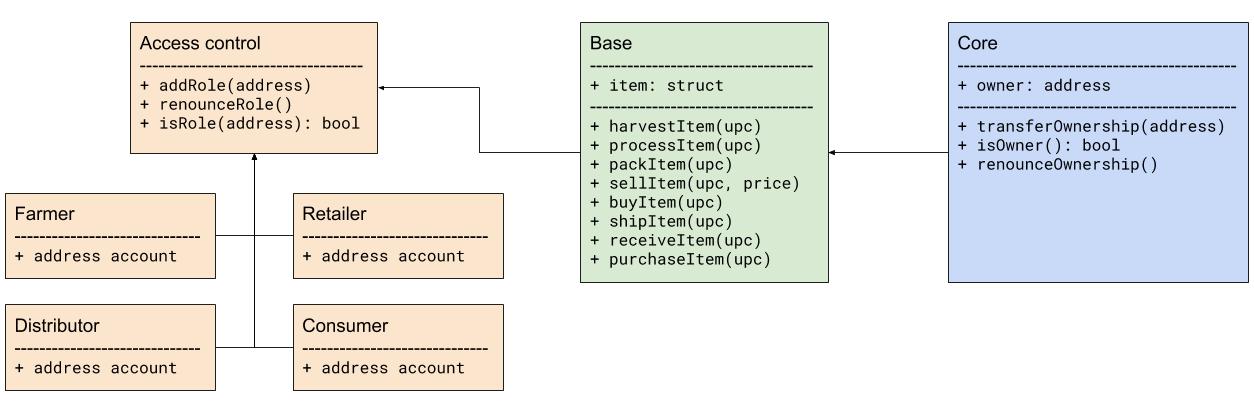 Access control
+ addRole(address)
+ renounceRole()
+ isRole(address): bool
Farmer
+ address account
Retailer
+ address account
Distributor
+ address account
Consumer
+ address account
Base
+ item: struct
+ harvestItem(upc)
+ processItem(upc)
+ packItem(upc)
+ sellItem(upc, price)
+ buyItem(upc)
+ shipItem(upc)
+ receiveItem(upc)
+ purchaseItem(upc)
Core
+ owner: address
+ transferOwnership(address)
+ isOwner(): bool
+ renounceOwnership()